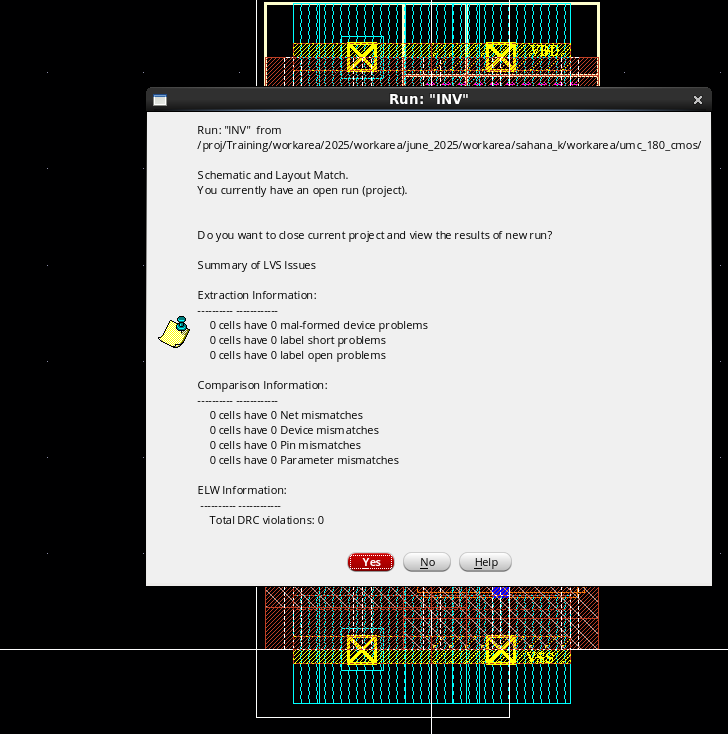 VDD
Run: "INV"
Run: "INV" from
/proj/Training/workarea/2025/workarea/june_2025/workarea/sahana_k/workarea/umc_180_cmos/
Schematic and Layout Match.
You currently have an open run (project).
Do you want to close current project and view the results of new run?
Summary of LVS Issues
Extraction Information:
---------- ------------
0 cells have 0 mal-formed device problems
0 cells have 0 label short problems
0 cells have 0 label open problems
Comparison Information:
---------- ------------
0 cells have 0 Net mismatches
0 cells have 0 Device mismatches
0 cells have 0 Pin mismatches
0 cells have 0 Parameter mismatches
ELW Information:
---------- ------------
Total DRC violations: 0
Yes No Help
VSS